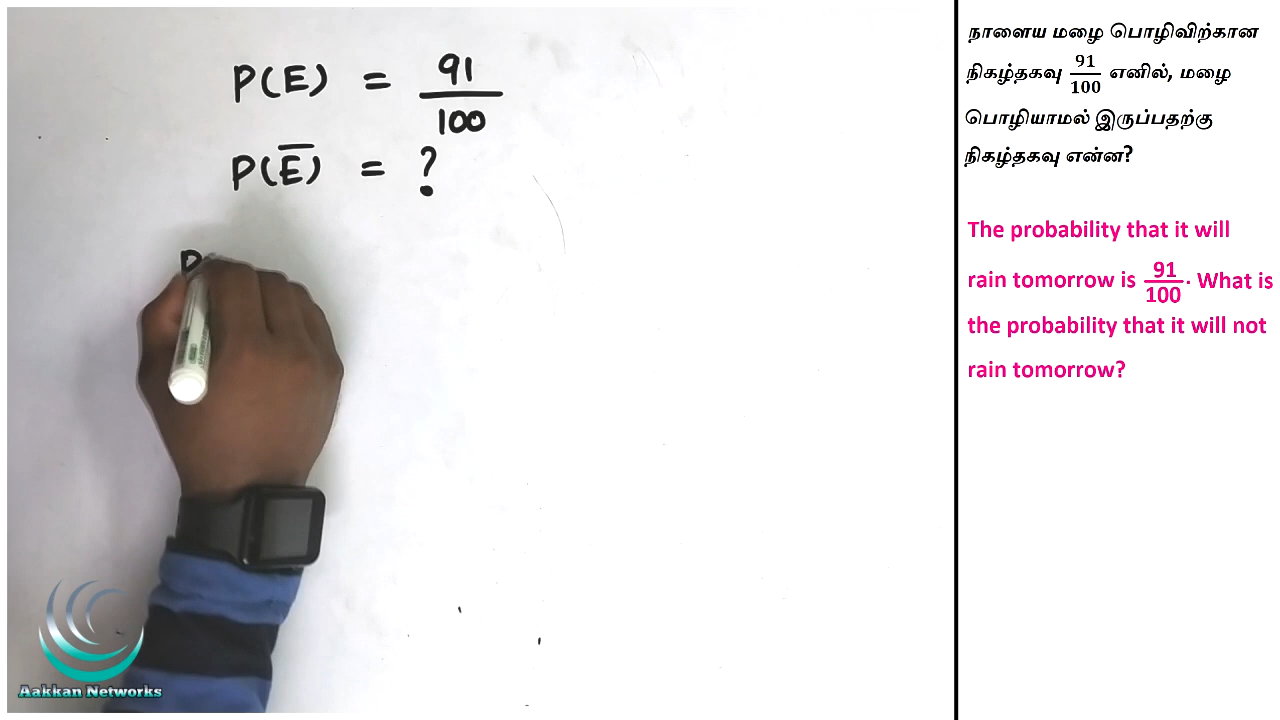 P(E) = 91/100
P(E̅) = ?
P
நாளைய மழை பொழிவிற்கான
நிகழ்தகவு 91/100 எனில், மழை
பொழியாமல் இருப்பதற்கு
நிகழ்தகவு என்ன?
The probability that it will
rain tomorrow is 91/100. What is
the probability that it will not
rain tomorrow?
Aakkan Networks